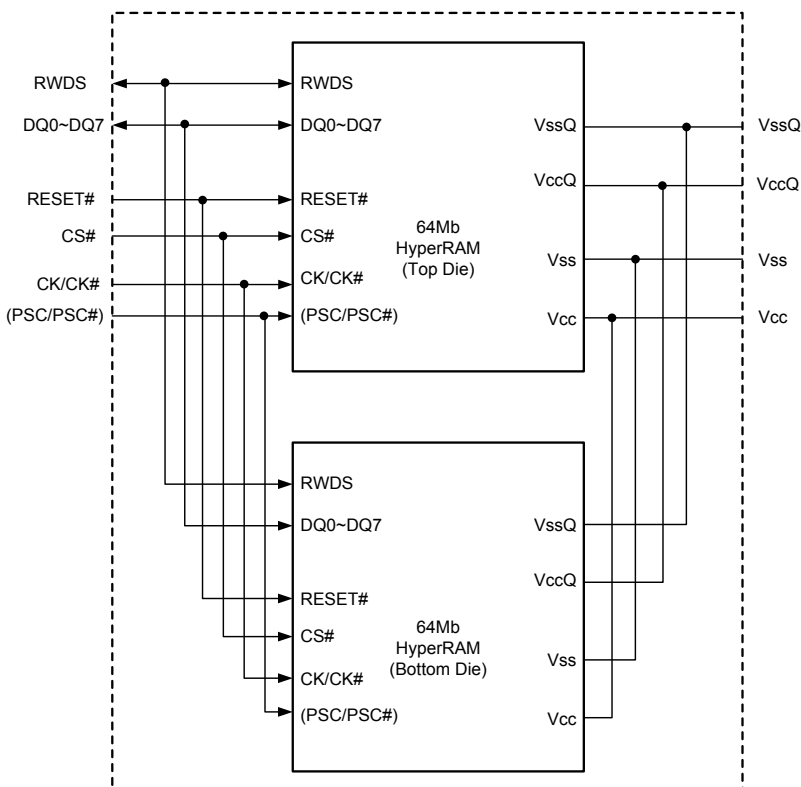 RWDS
DQ0~DQ7
RESET#
CS#
CK/CK#
(PSC/PSC#)
RWDS
DQ0~DQ7
RESET#
CS#
CK/CK#
(PSC/PSC#)
64Mb
HyperRAM
(Top Die)
VssQ
VccQ
Vss
Vcc
VssQ
VccQ
Vss
Vcc
RWDS
DQ0~DQ7
RESET#
CS#
CK/CK#
(PSC/PSC#)
64Mb
HyperRAM
(Bottom Die)
VssQ
VccQ
Vss
Vcc